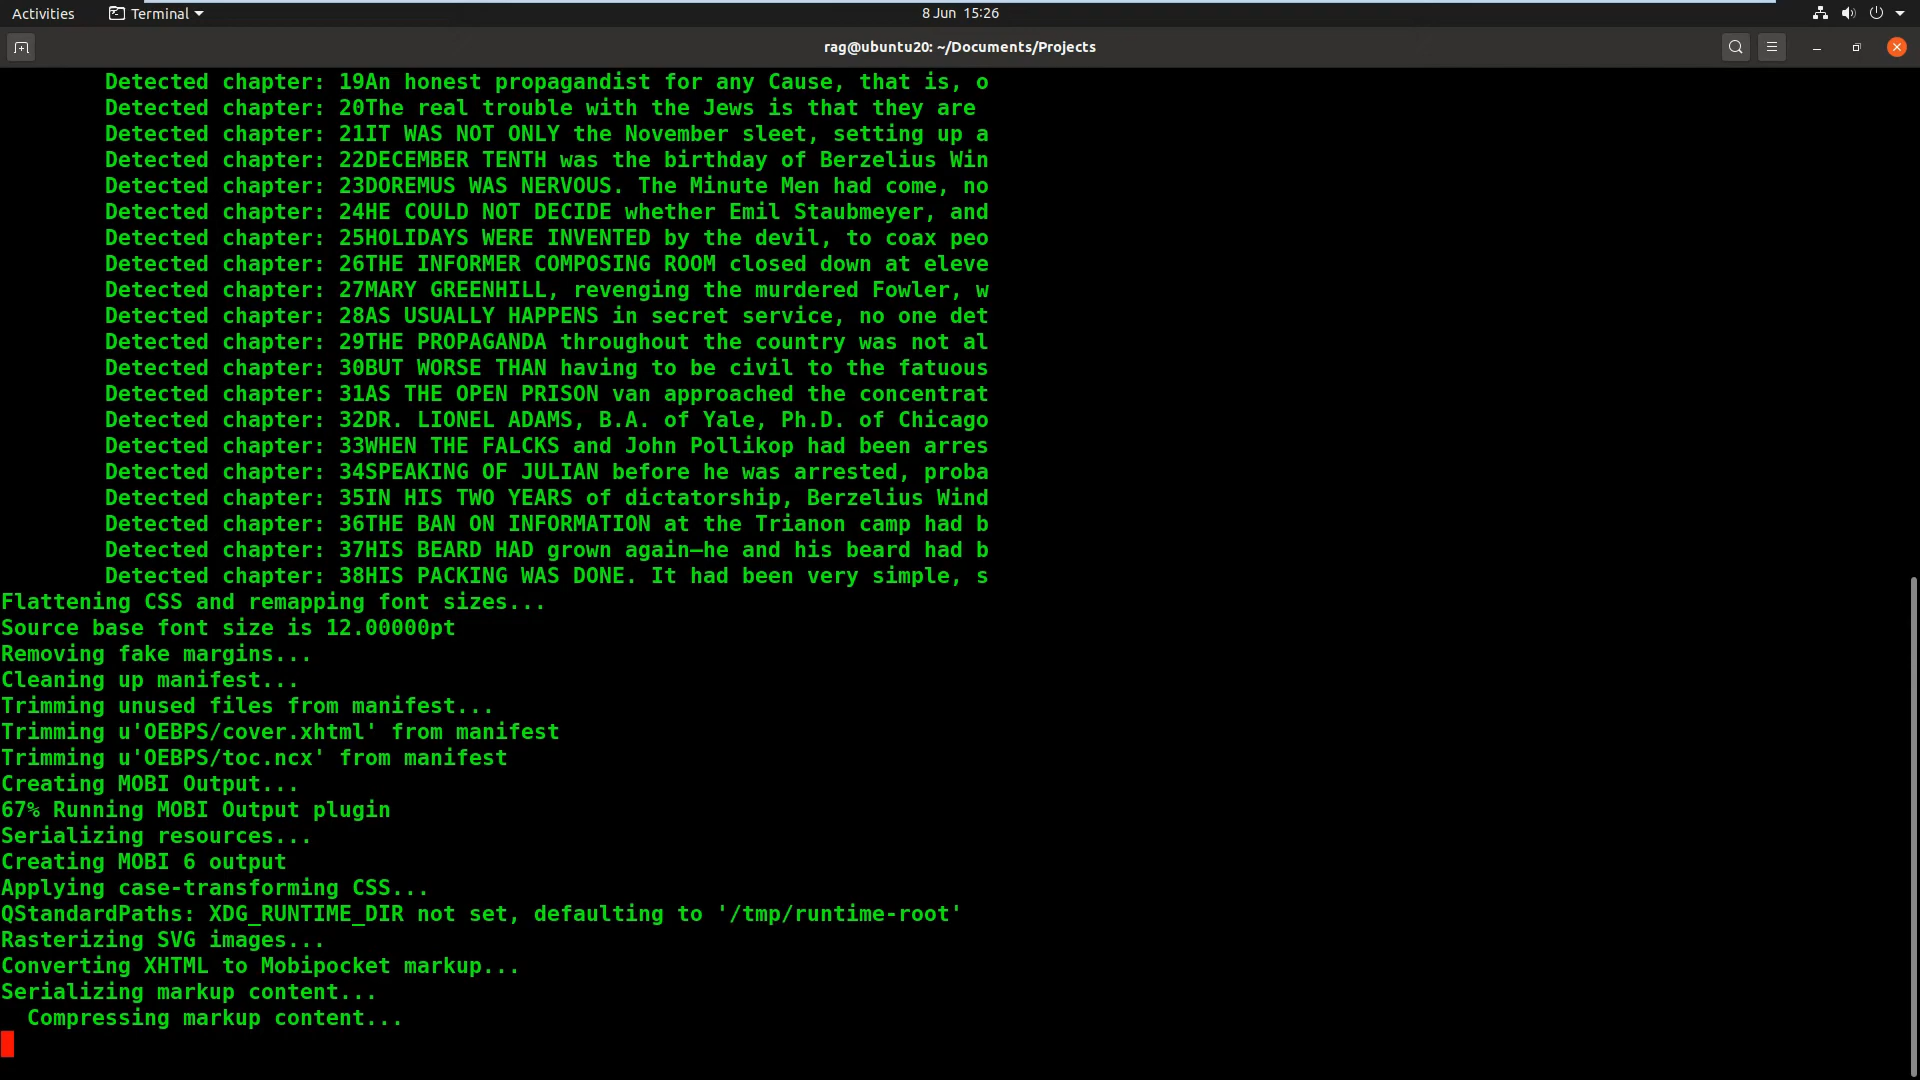 Activities Terminal 8 Jun 15:26
rag@ubuntu20: ~/Documents/Projects
Detected chapter: 19An honest propagandist for any Cause, that is, o
Detected chapter: 20The real trouble with the Jews is that they are
Detected chapter: 21IT WAS NOT ONLY the November sleet, setting up a
Detected chapter: 22DECEMBER TENTH was the birthday of Berzelius Win
Detected chapter: 23DOREMUS WAS NERVOUS. The Minute Men had come, no
Detected chapter: 24HE COULD NOT DECIDE whether Emil Staubmeyer, and
Detected chapter: 25HOLIDAYS WERE INVENTED by the devil, to coax peo
Detected chapter: 26THE INFORMER COMPOSING ROOM closed down at eleve
Detected chapter: 27MARY GREENHILL, revenging the murdered Fowler, w
Detected chapter: 28AS USUALLY HAPPENS in secret service, no one det
Detected chapter: 29THE PROPAGANDA throughout the country was not al
Detected chapter: 30BUT WORSE THAN having to be civil to the fatuous
Detected chapter: 31AS THE OPEN PRISON van approached the concentrat
Detected chapter: 32DR. LIONEL ADAMS, B.A. of Yale, Ph.D. of Chicago
Detected chapter: 33WHEN THE FALCKS and John Pollikop had been arres
Detected chapter: 34SPEAKING OF JULIAN before he was arrested, proba
Detected chapter: 35IN HIS TWO YEARS of dictatorship, Berzelius Wind
Detected chapter: 36THE BAN ON INFORMATION at the Trianon camp had b
Detected chapter: 37HIS BEARD HAD grown again—he and his beard had b
Detected chapter: 38HIS PACKING WAS DONE. It had been very simple, s
Flattening CSS and remapping font sizes...
Source base font size is 12.00000pt
Removing fake margins...
Cleaning up manifest...
Trimming unused files from manifest...
Trimming u'OEBPS/cover.xhtml' from manifest
Trimming u'OEBPS/toc.ncx' from manifest
Creating MOBI Output...
67% Running MOBI Output plugin
Serializing resources...
Creating MOBI 6 output
Applying case-transforming CSS...
QStandardPaths: XDG_RUNTIME_DIR not set, defaulting to '/tmp/runtime-root'
Rasterizing SVG images...
Converting XHTML to Mobipocket markup...
Serializing markup content...
Compressing markup content...